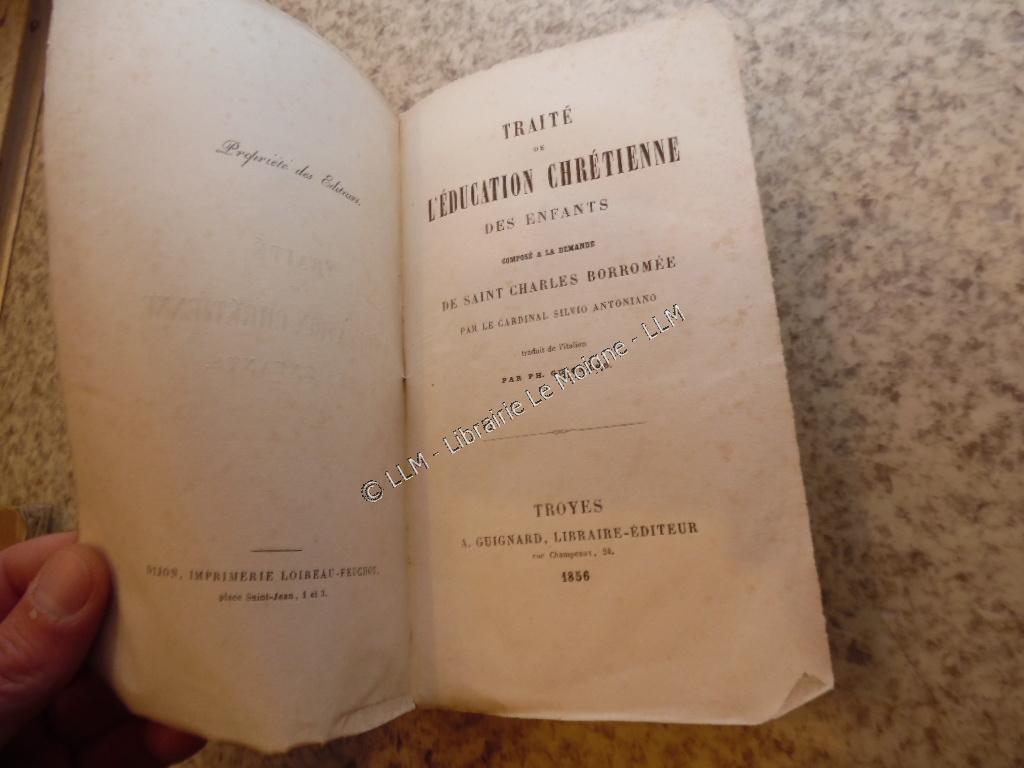 Propriété des Editeurs.
DIJON, IMPRIMERIE LOIREAU-FEUCHOT,
place Saint-Jean, 1 et 3.
TRAITÉ
DE
L'ÉDUCATION CHRÉTIENNE
DES ENFANTS
COMPOSÉ A LA DEMANDE
DE SAINT CHARLES BORROMÉE
PAR LE CARDINAL SILVIO ANTONIANO
traduit de l'italien
PAR PH.
TROYES
A. GUIGNARD, LIBRAIRE-ÉDITEUR
rue Champeaux, 24.
1856
© LLM - Librairie Le Moigne - LLM